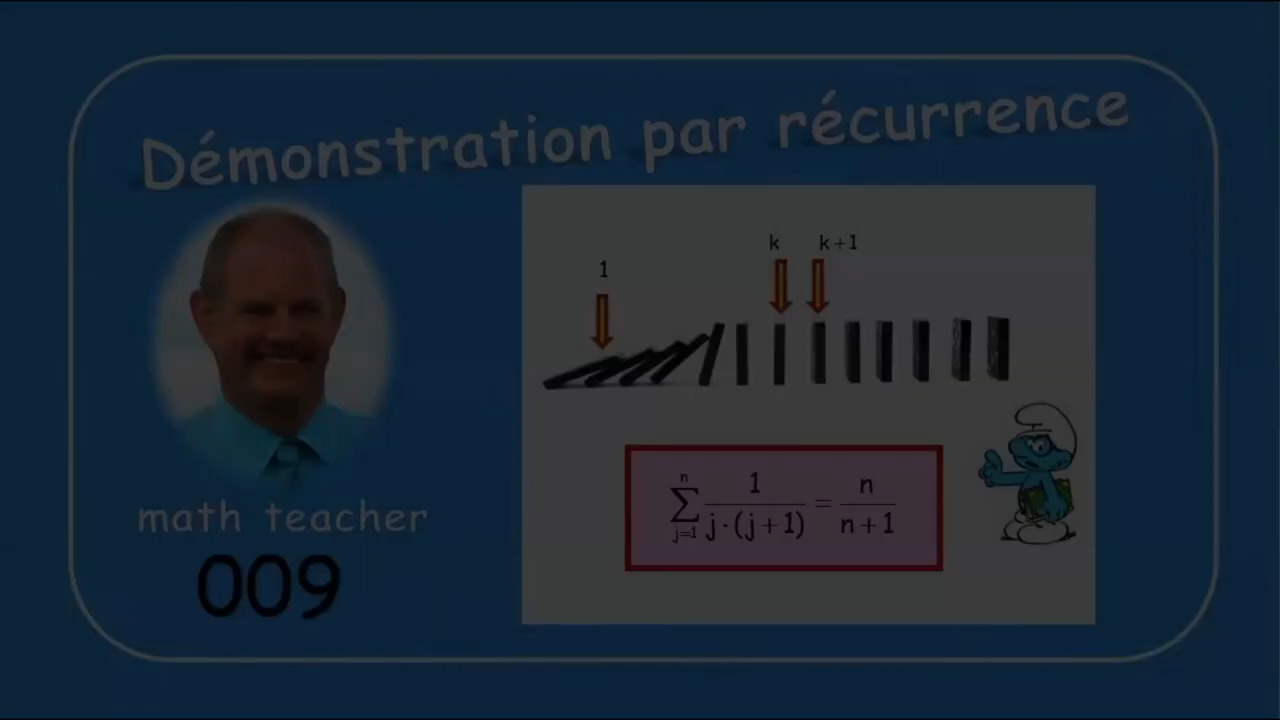 Démonstration par récurrence
k k+1
1
n
∑ 1 / j·(j+1) = n / n+1
j=1
math teacher
009